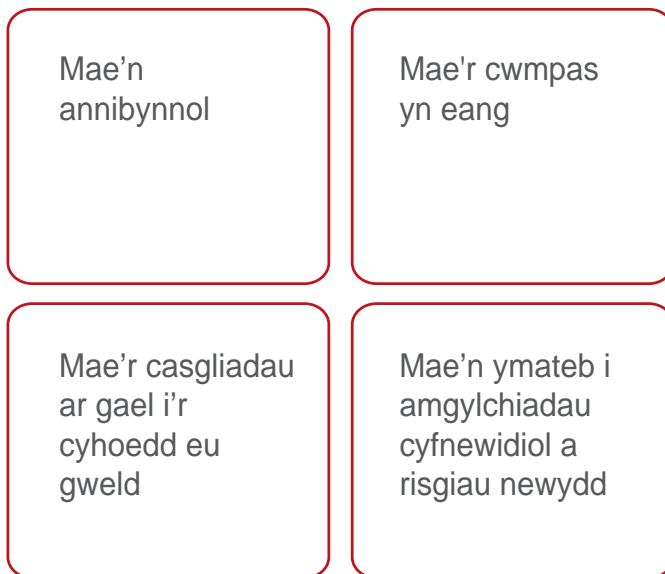 Mae’n
annibynnol
Mae'r cwmpas
yn eang
Mae’r casgliadau
ar gael i’r
cyhoedd eu
gweld
Mae’n ymateb i
amgylchiadau
cyfnewidiol a
risgiau newydd